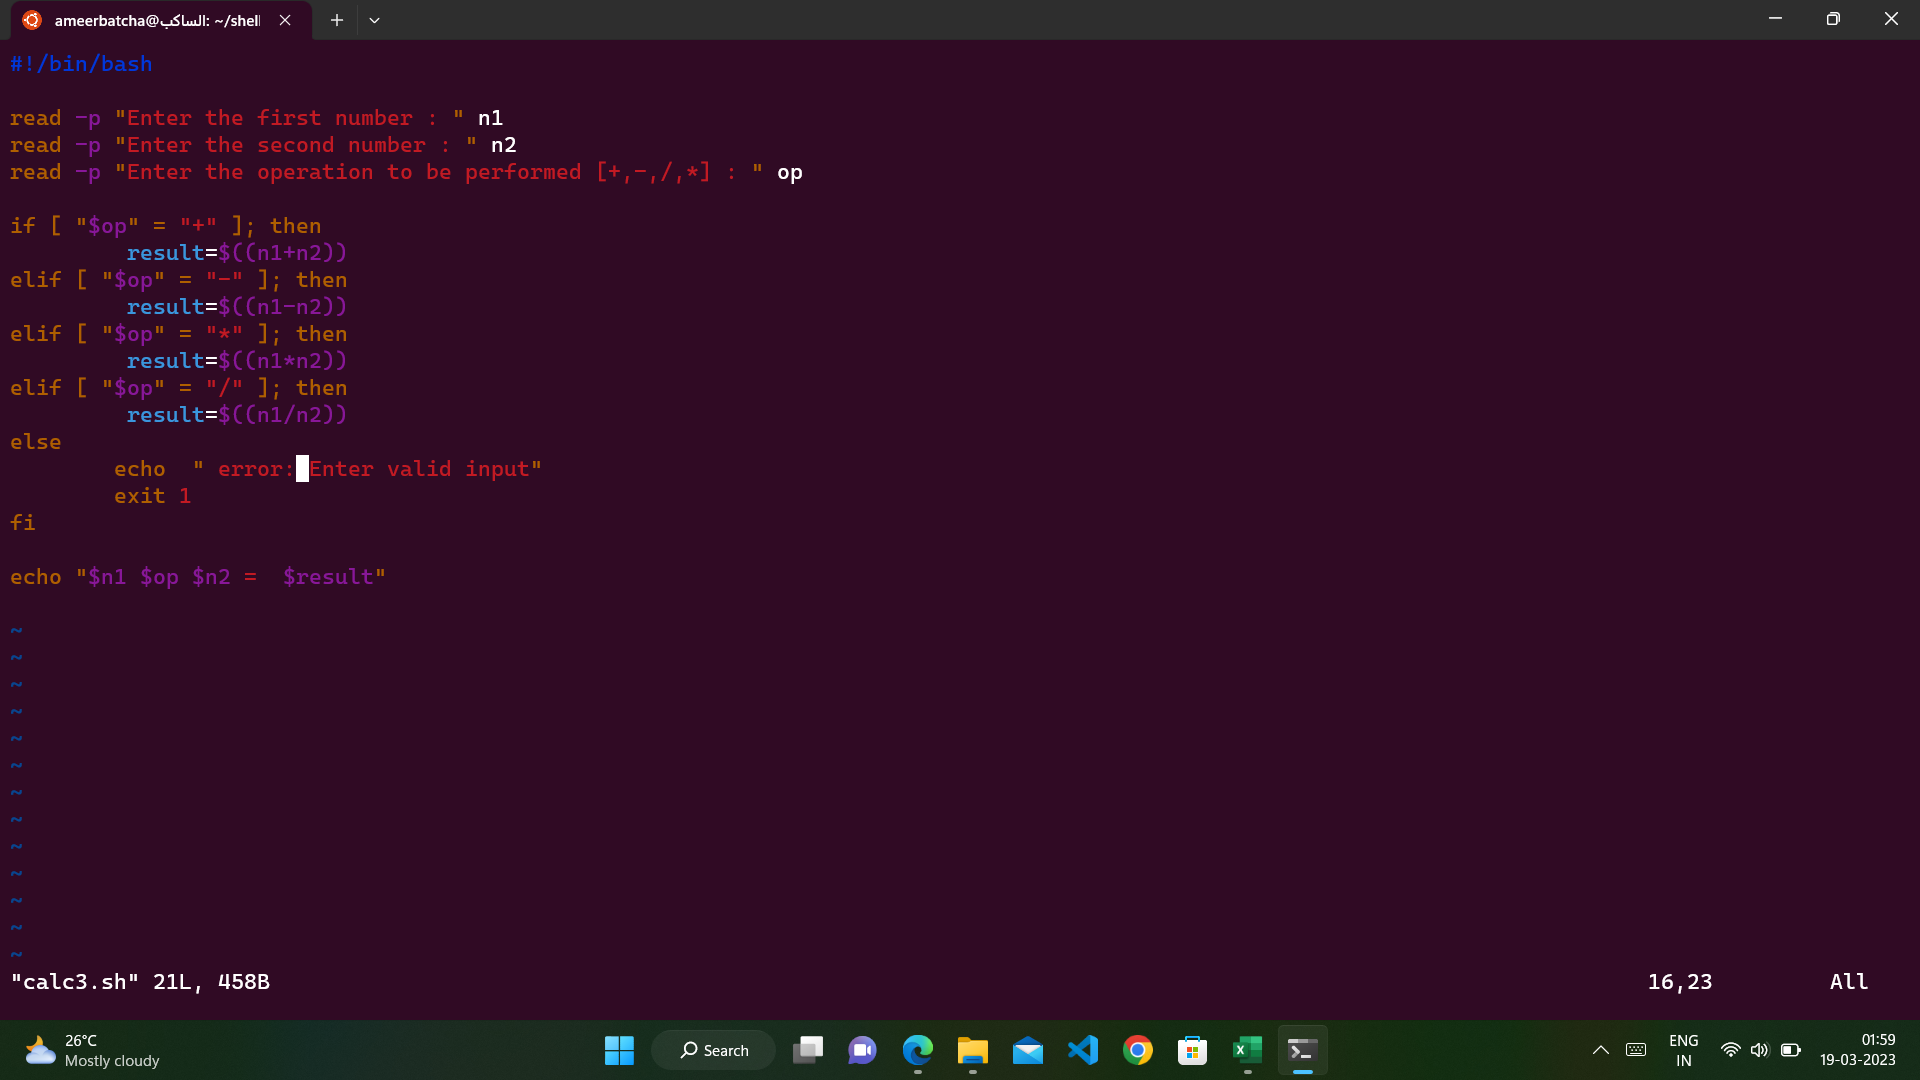 ameerbatcha@الساكب: ~/shell
#!/bin/bash
read -p "Enter the first number : " n1
read -p "Enter the second number : " n2
read -p "Enter the operation to be performed [+,-,/,*] : " op
if [ "$op" = "+" ]; then
result=$((n1+n2))
elif [ "$op" = "-" ]; then
result=$((n1-n2))
elif [ "$op" = "*" ]; then
result=$((n1*n2))
elif [ "$op" = "/" ]; then
result=$((n1/n2))
else
echo  " error: Enter valid input"
exit 1
fi
echo "$n1 $op $n2 =  $result"
~
~
~
~
~
~
~
~
~
~
~
~
~
"calc3.sh" 21L, 458B 16,23 All
26°C
Mostly cloudy
Search
ENG
IN
01:59
19-03-2023